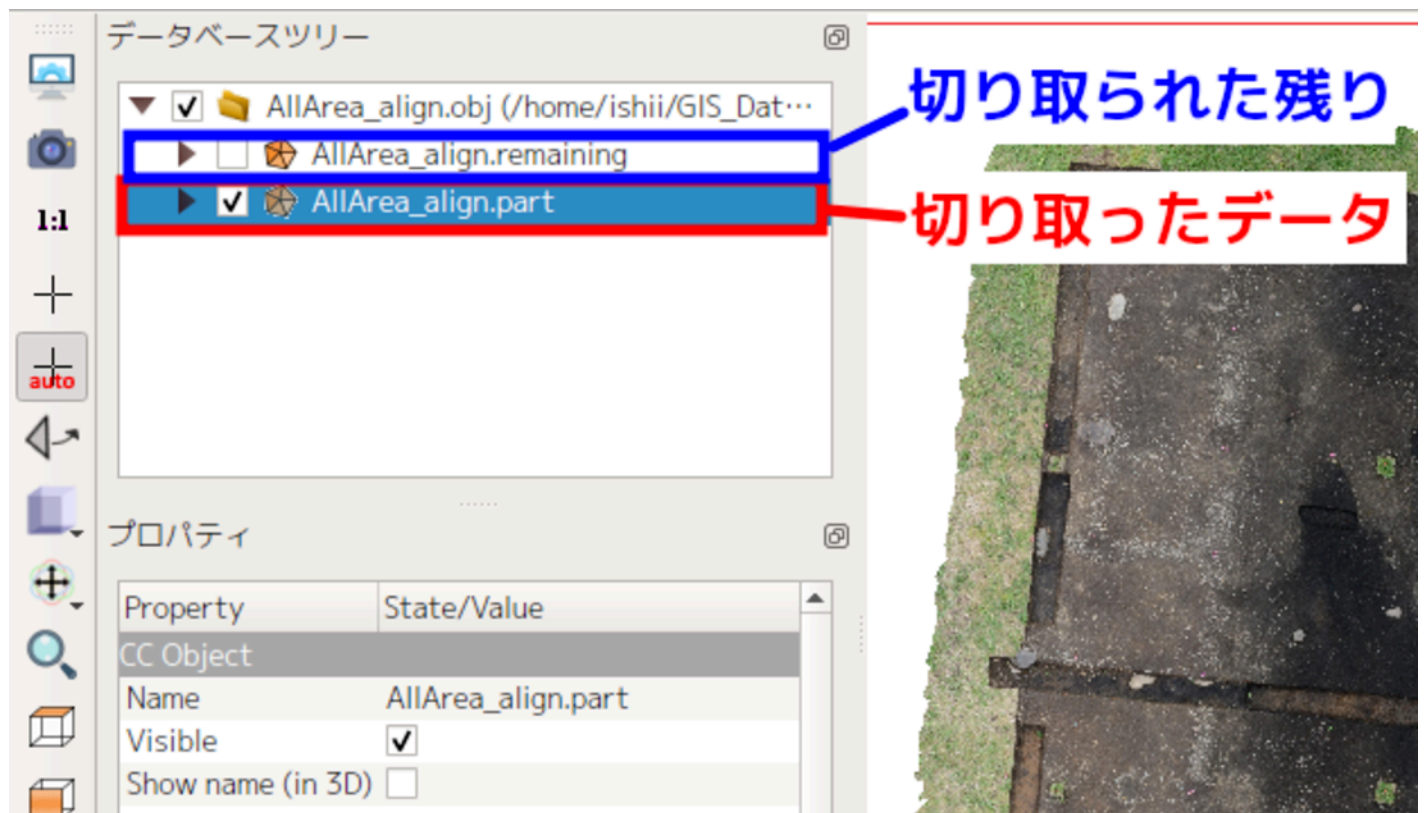 データベースツリー
AllArea_align.obj (/home/ishii/GIS_Dat…
AllArea_align.remaining
AllArea_align.part
切り取られた残り
切り取ったデータ
1:1
auto
プロパティ
Property State/Value
CC Object
Name AllArea_align.part
Visible
Show name (in 3D)